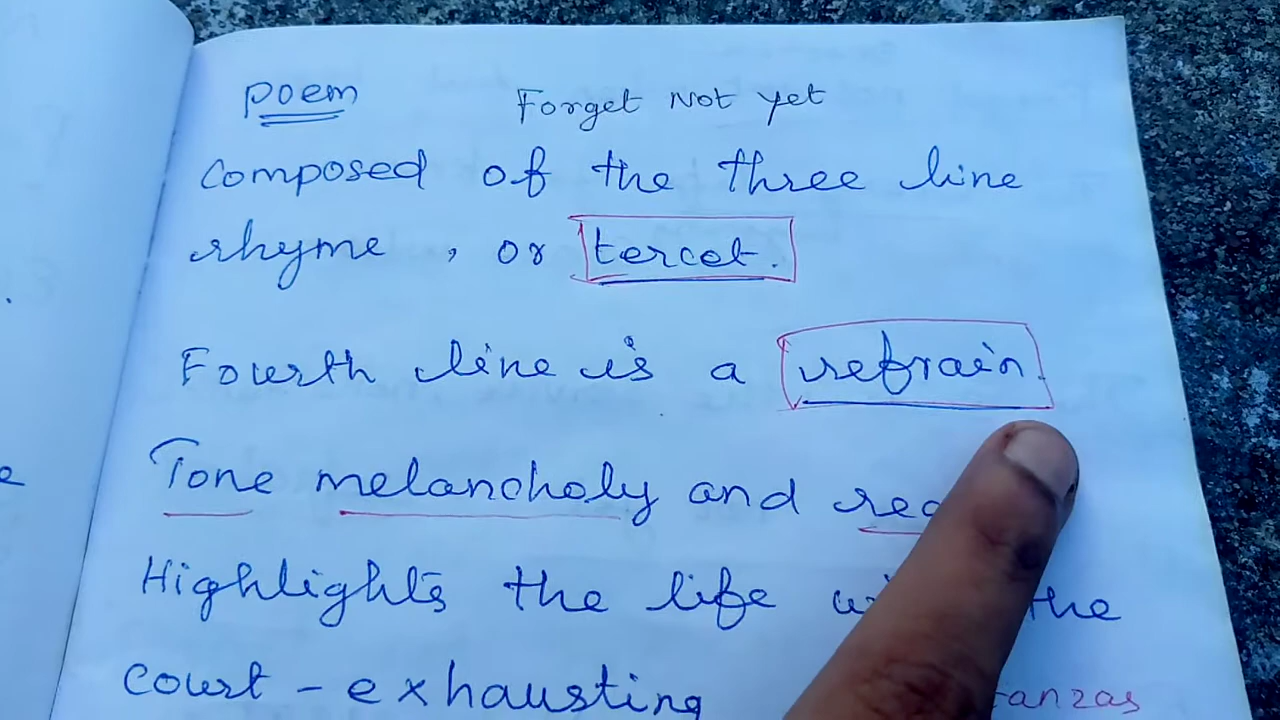 Poem Forget Not yet
Composed of the three line
rhyme, or tercet.
Fourth line is a refrain.
Tone melancholy and
Highlights the life the
court - exhausting